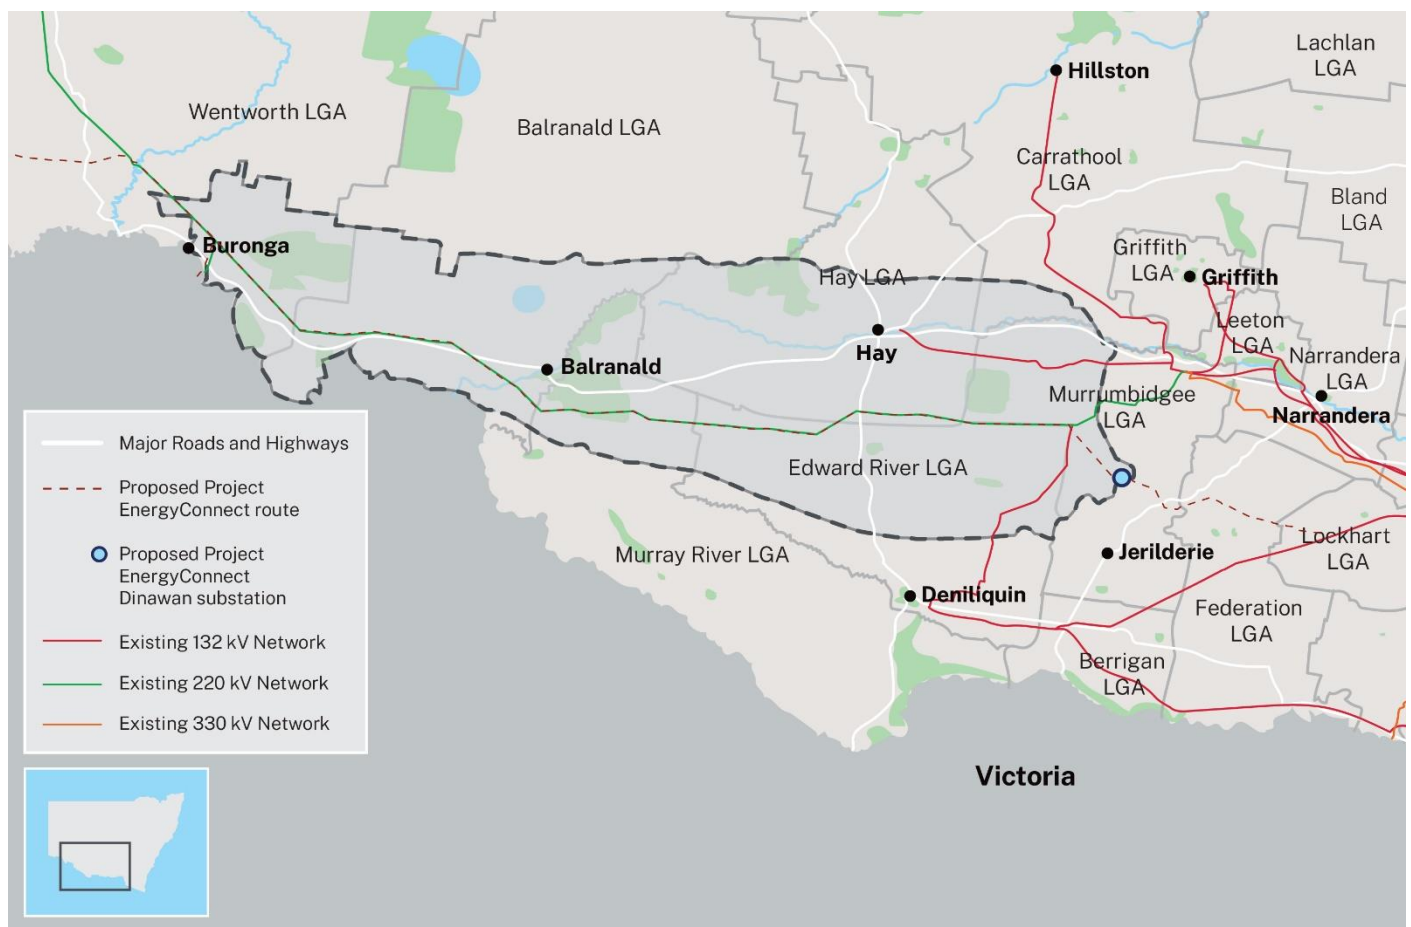 Lachlan
LGA
Hillston
Wentworth LGA
Balranald LGA
Carrathool
LGA
Bland
LGA
Buronga
Griffith
LGA
Griffith
Hay LGA
Leeton
LGA
Hay
Narrandera
LGA
Balranald
Murrumbidgee
LGA
Narrandera
Edward River LGA
Murray River LGA
Jerilderie
Lockhart
LGA
Deniliquin
Federation
LGA
Berrigan
LGA
Victoria
Major Roads and Highways
Proposed Project
EnergyConnect route
Proposed Project
EnergyConnect
Dinawan substation
Existing 132 kV Network
Existing 220 kV Network
Existing 330 kV Network